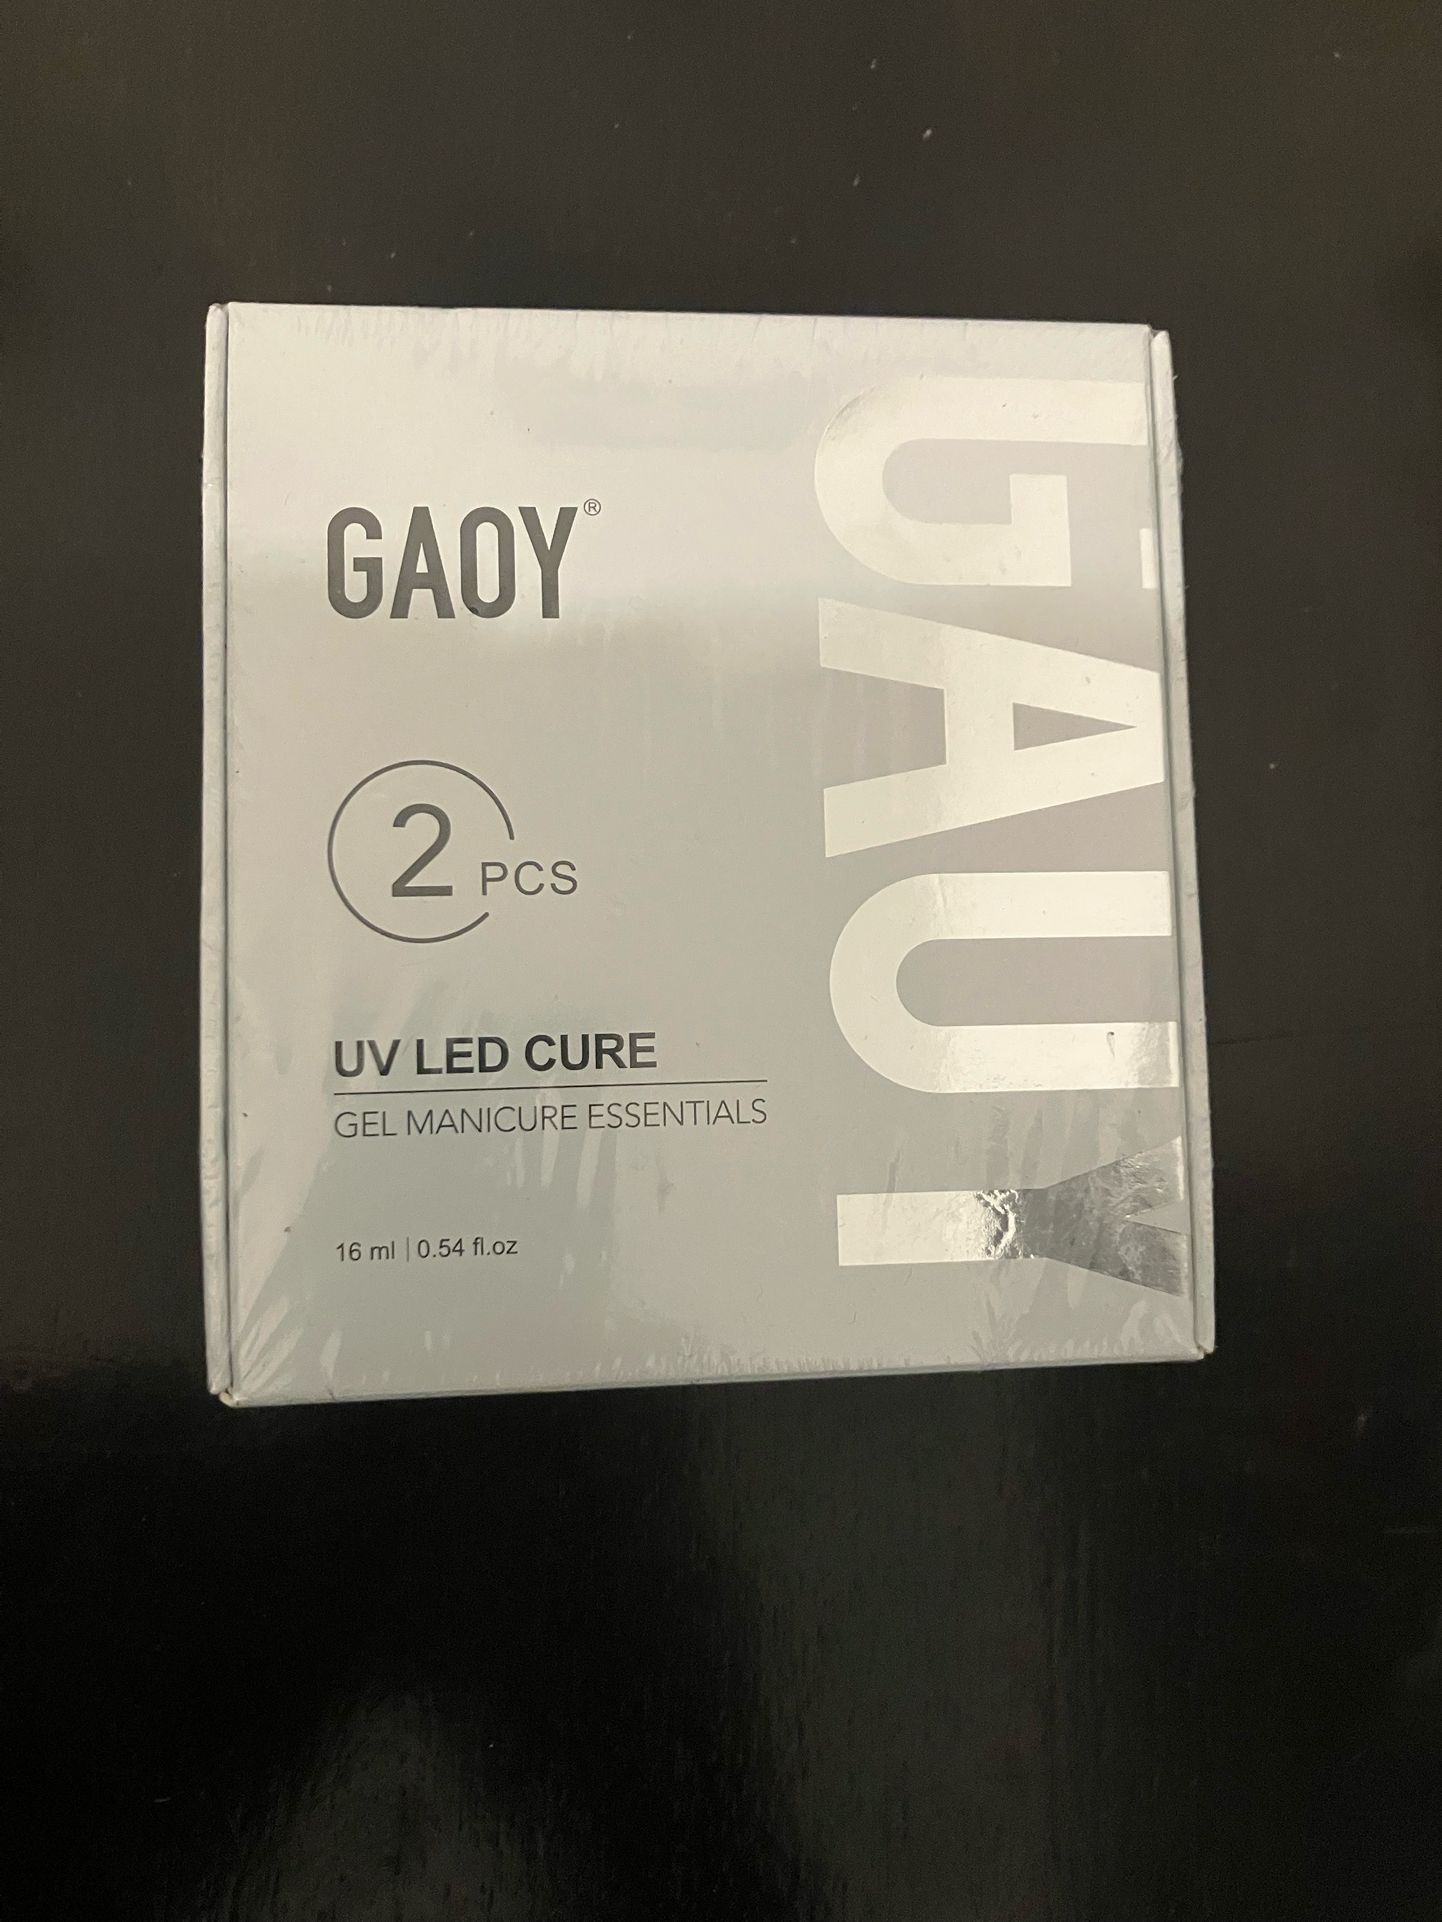 GAOY®
2 PCS
UV LED CURE
GEL MANICURE ESSENTIALS
16 ml | 0.54 fl.oz
GAOY